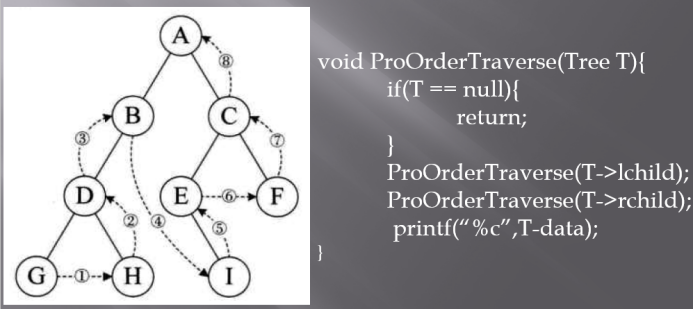 A
⑧
B
C
③
⑦
D
E
⑥
F
②
④
⑤
G
①
H
I
void ProOrderTraverse(Tree T){
if(T == null){
return;
}
ProOrderTraverse(T->lchild);
ProOrderTraverse(T->rchild);
printf(“%c”,T-data);
}